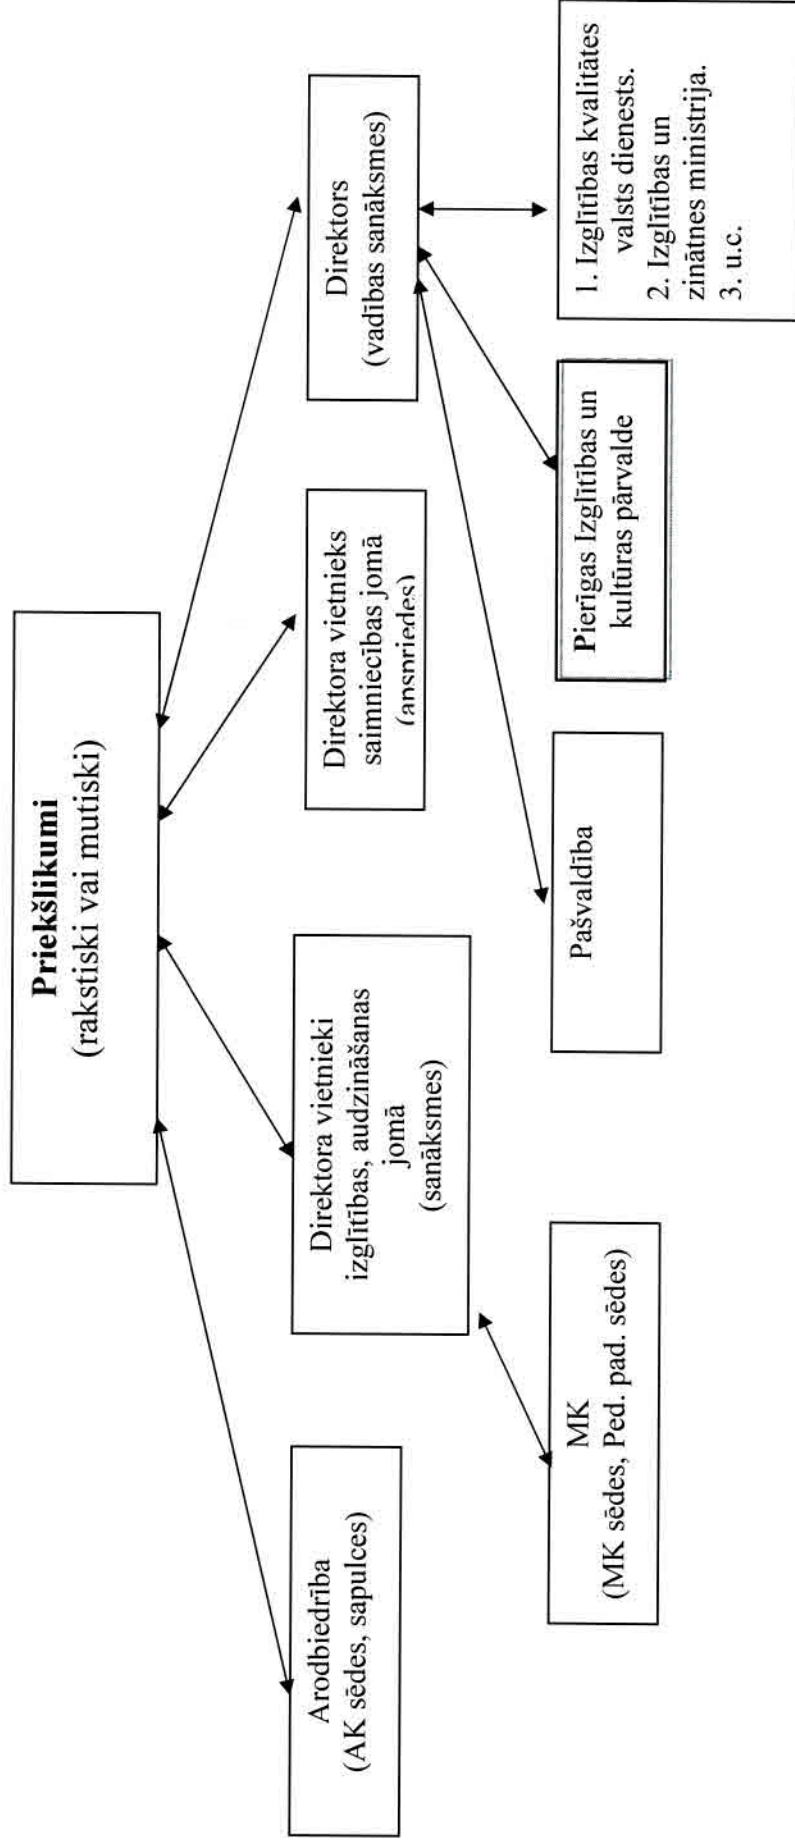 Priekšlikumi
(rakstiski vai mutiski)
Arodbiedrība
(AK sēdes, sapulces)
Direktora vietnieki
izglītības, audzināšanas
jomā
(sanāksmes)
Direktora vietnieks
saimniecības jomā
(apspriedes)
Direktors
(vadības sanāksmes)
MK
(MK sēdes, Ped. pad. sēdes)
Pašvaldība
Pierīgas Izglītības un
kultūras pārvalde
1. Izglītības kvalitātes
valsts dienests.
2. Izglītības un
zinātnes ministrija.
3. u.c.